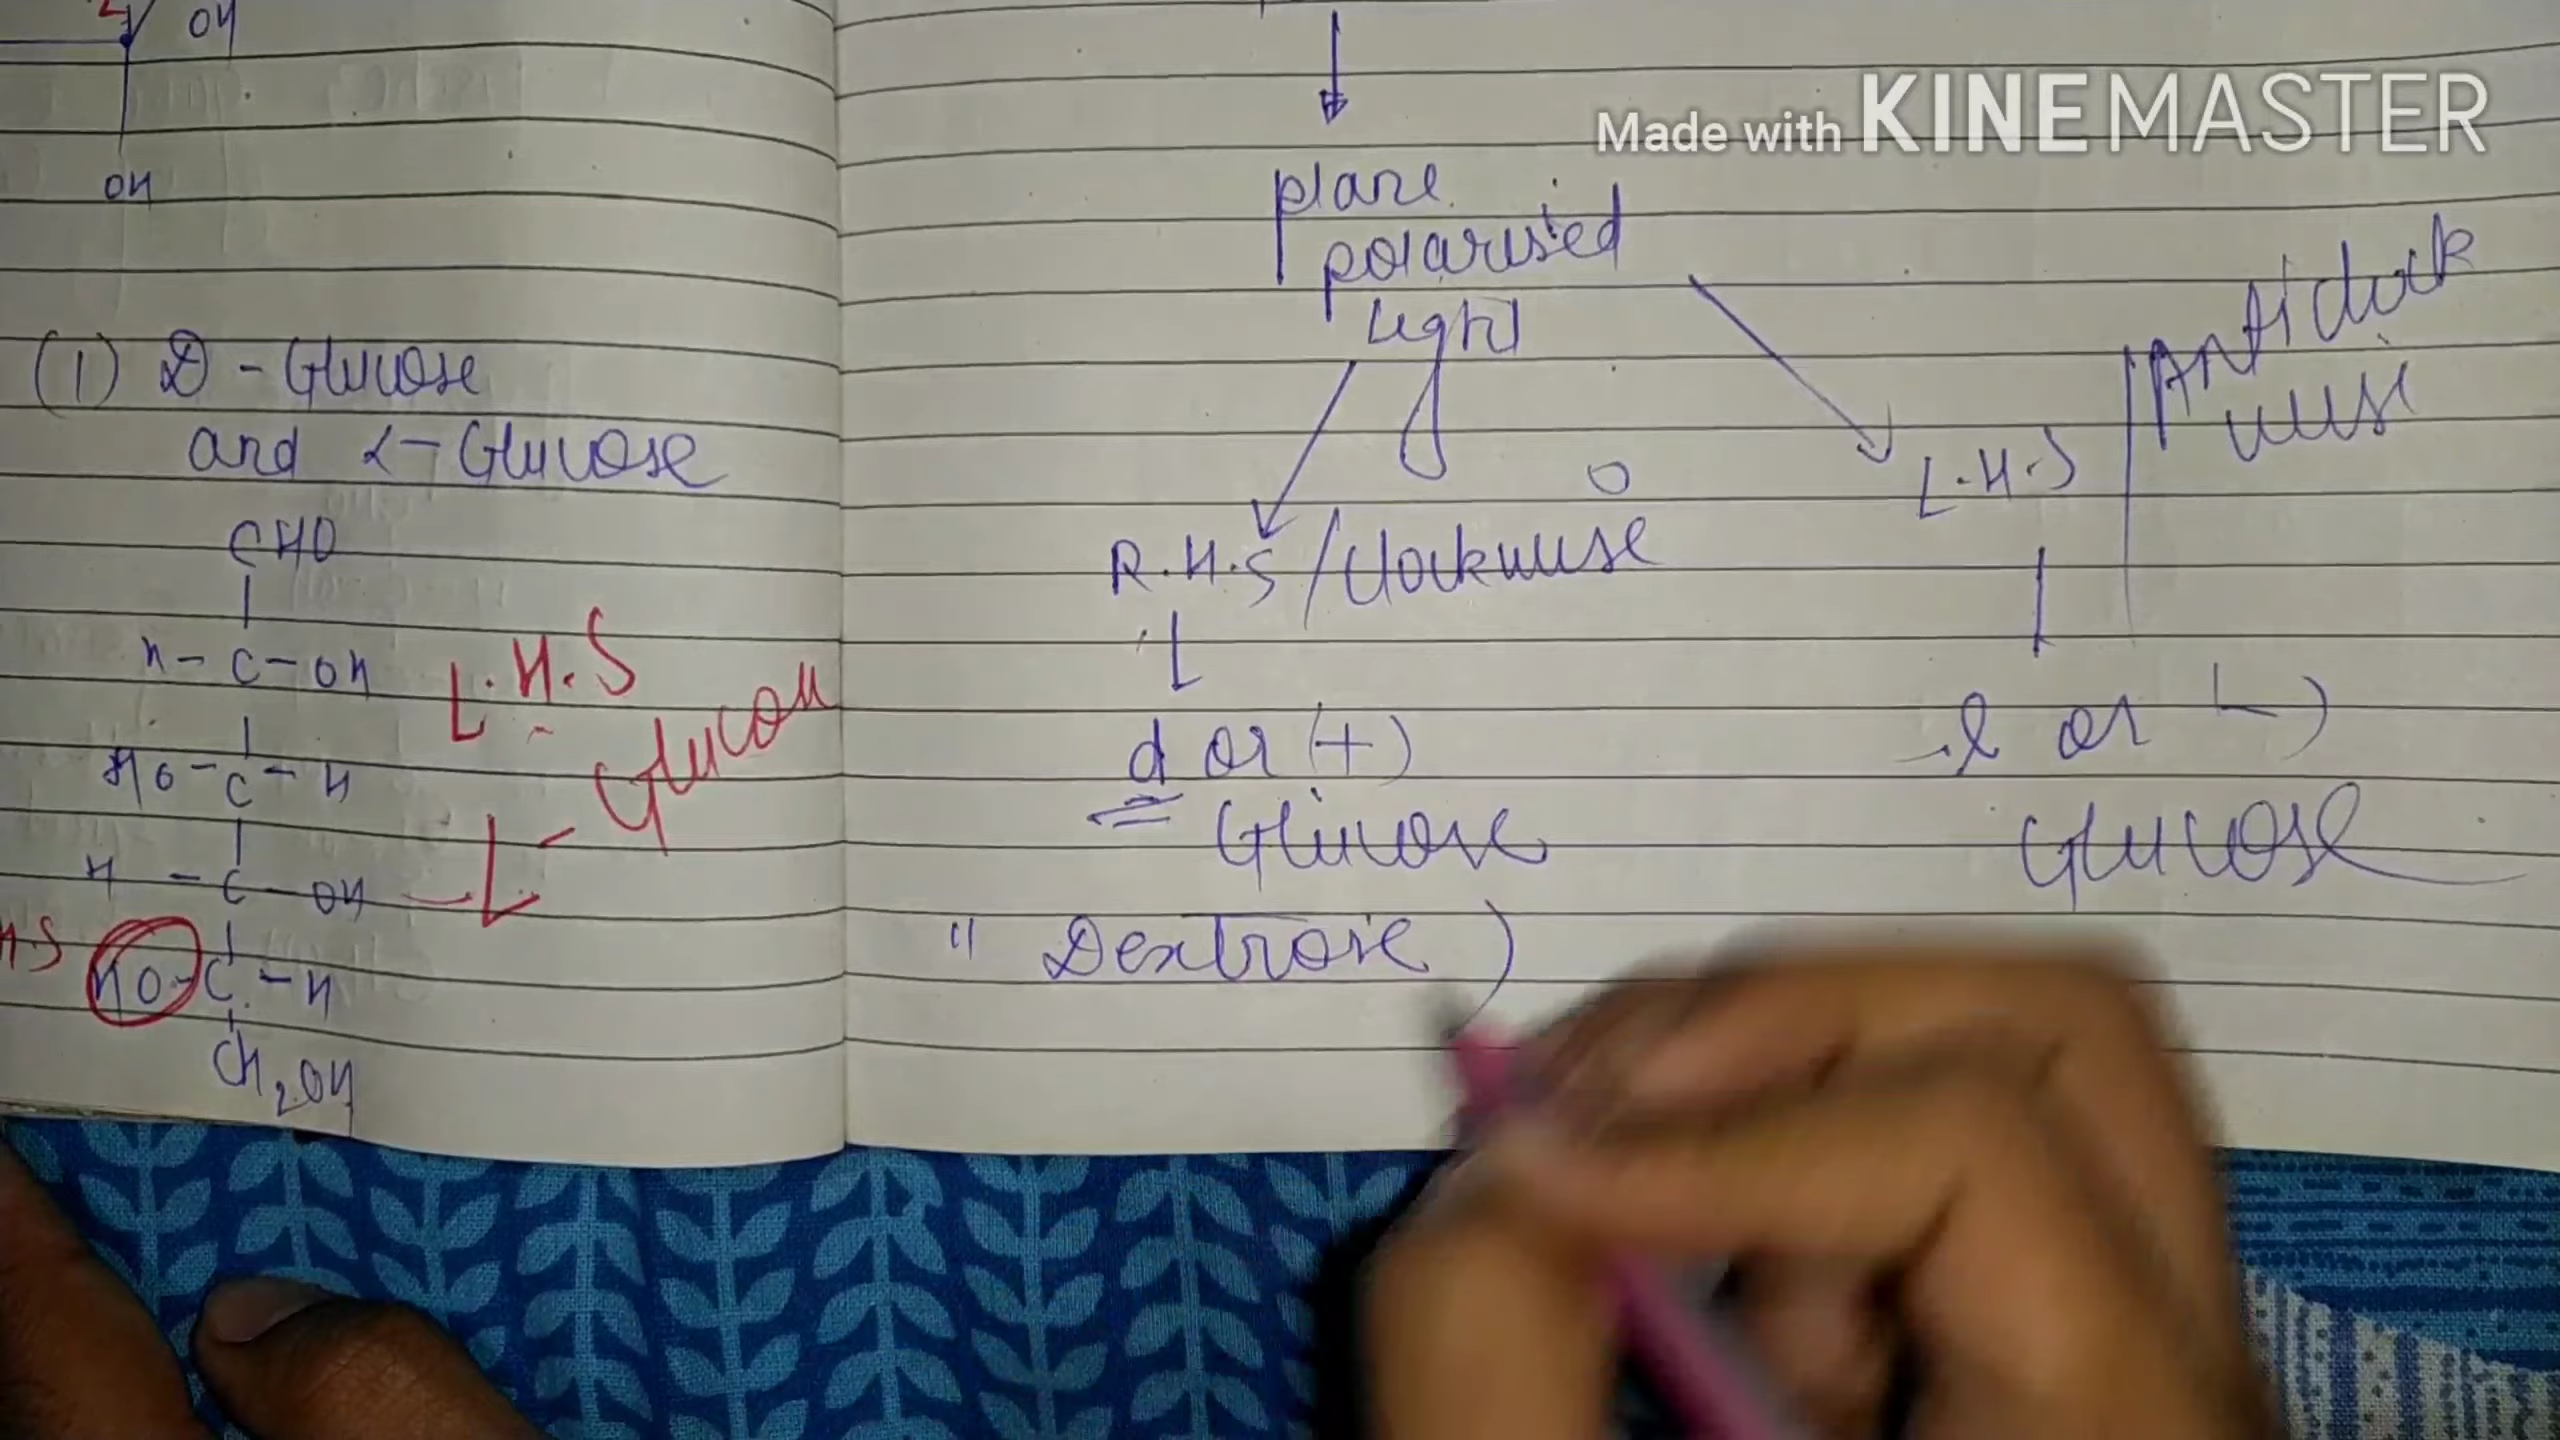 OH
OH
(1) D - Glucose
and L - Glucose
CHO
H - C - OH
HO - C - H
H - C - OH
HO - C - H
CH2OH
L.H.S
L - Glucose
H.S
Made with KINEMASTER
plane
polarised
light
R.H.S / Clockwise
d or (+)
Glucose
" Dextrose )
L.H.S
Anticlock
wise
l or (-)
Glucose